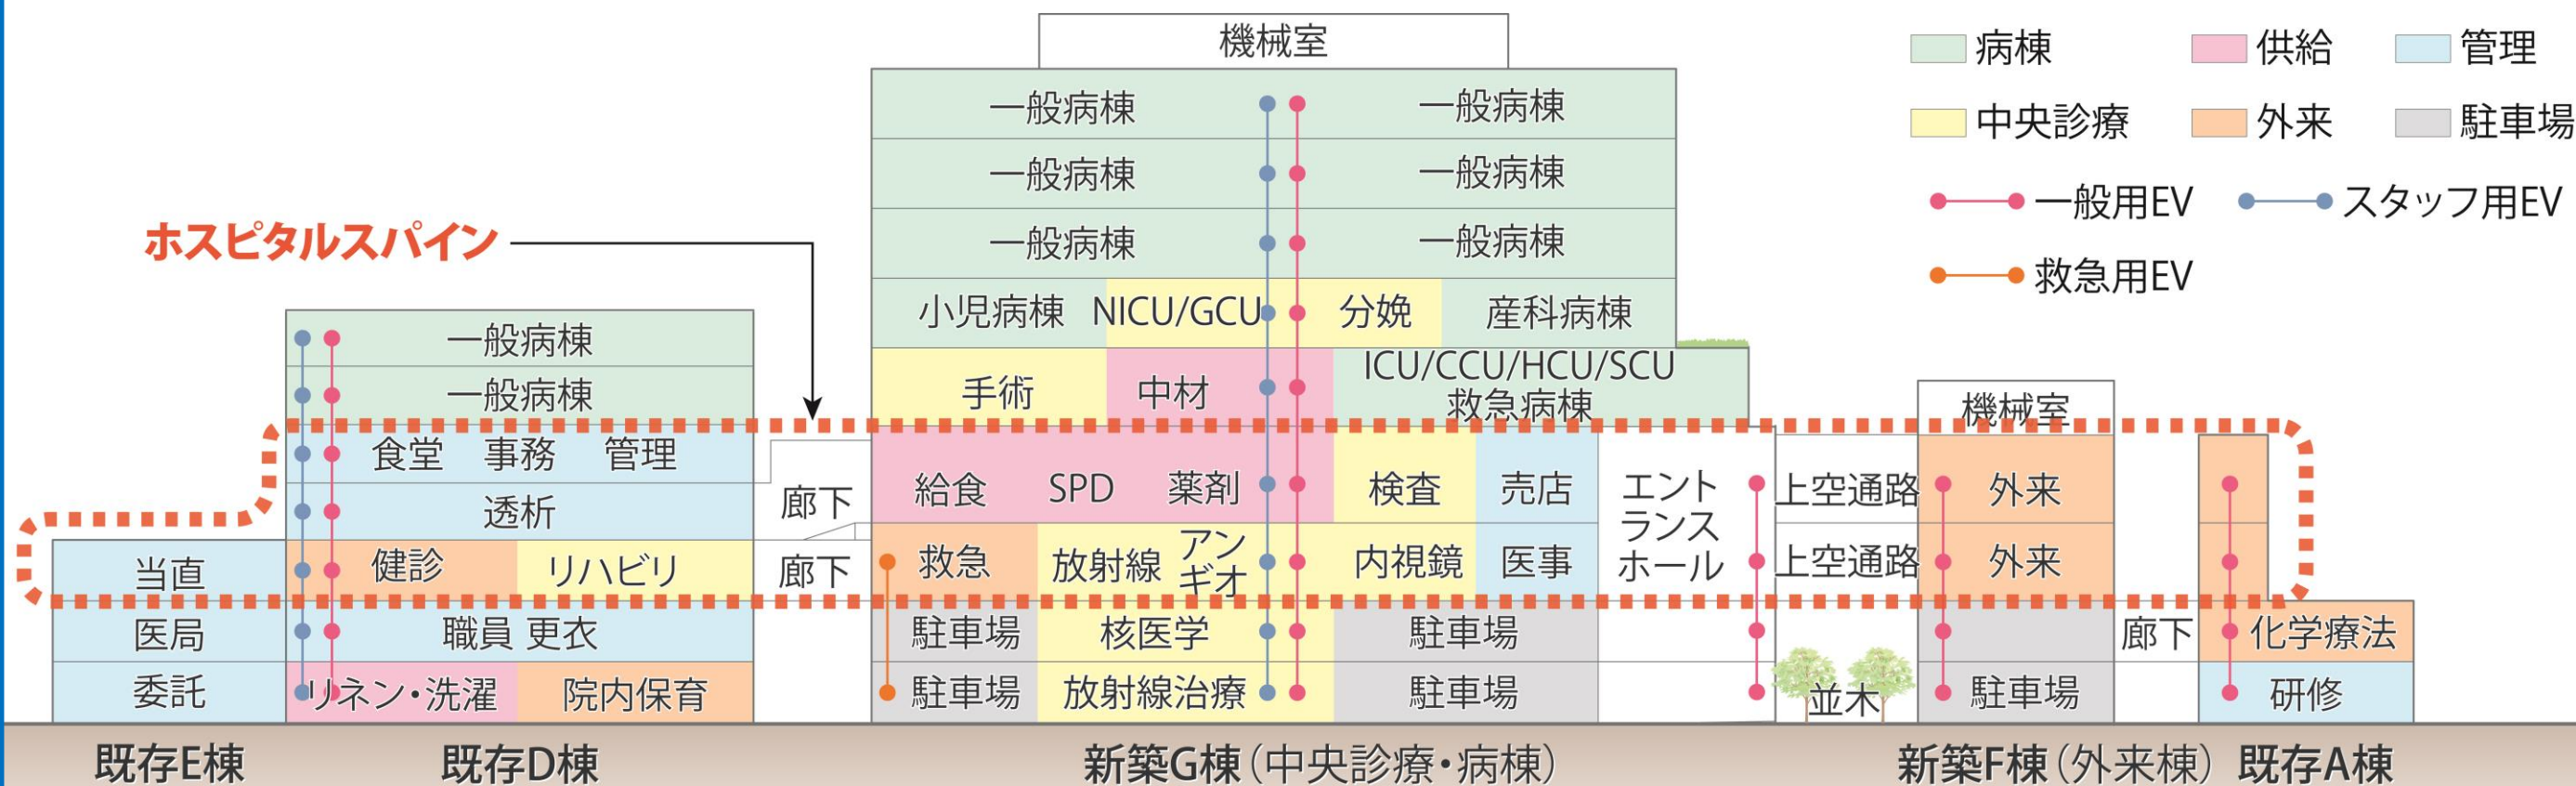 機械室
病棟
供給
管理
中央診療
外来
駐車場
一般用EV
スタッフ用EV
救急用EV
ホスピタルスパイン
一般病棟
一般病棟
一般病棟
一般病棟
一般病棟
一般病棟
小児病棟
NICU/GCU
分娩
産科病棟
手術
中材
ICU/CCU/HCU/SCU
救急病棟
一般病棟
一般病棟
食堂 事務 管理
透析
廊下
給食 SPD 薬剤
検査
売店
エント
ランス
ホール
上空通路
機械室
外来
当直
健診
リハビリ
廊下
救急
放射線
アン
ギオ
内視鏡
医事
上空通路
外来
医局
職員 更衣
駐車場
核医学
駐車場
廊下
化学療法
委託
リネン・洗濯
院内保育
駐車場
放射線治療
駐車場
並木
駐車場
研修
既存E棟
既存D棟
新築G棟(中央診療・病棟)
新築F棟(外来棟)
既存A棟